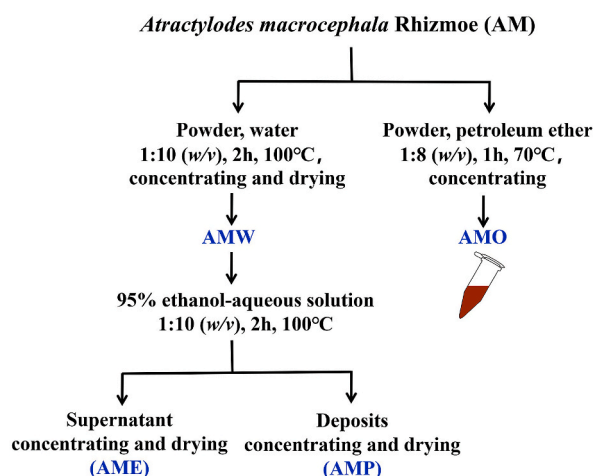 Atractylodes macrocephala Rhizmoe (AM)
Powder, water
1:10 (w/v), 2h, 100℃,
concentrating and drying
AMW
Powder, petroleum ether
1:8 (w/v), 1h, 70℃,
concentrating
AMO
95% ethanol-aqueous solution
1:10 (w/v), 2h, 100℃
Supernatant
concentrating and drying
(AME)
Deposits
concentrating and drying
(AMP)